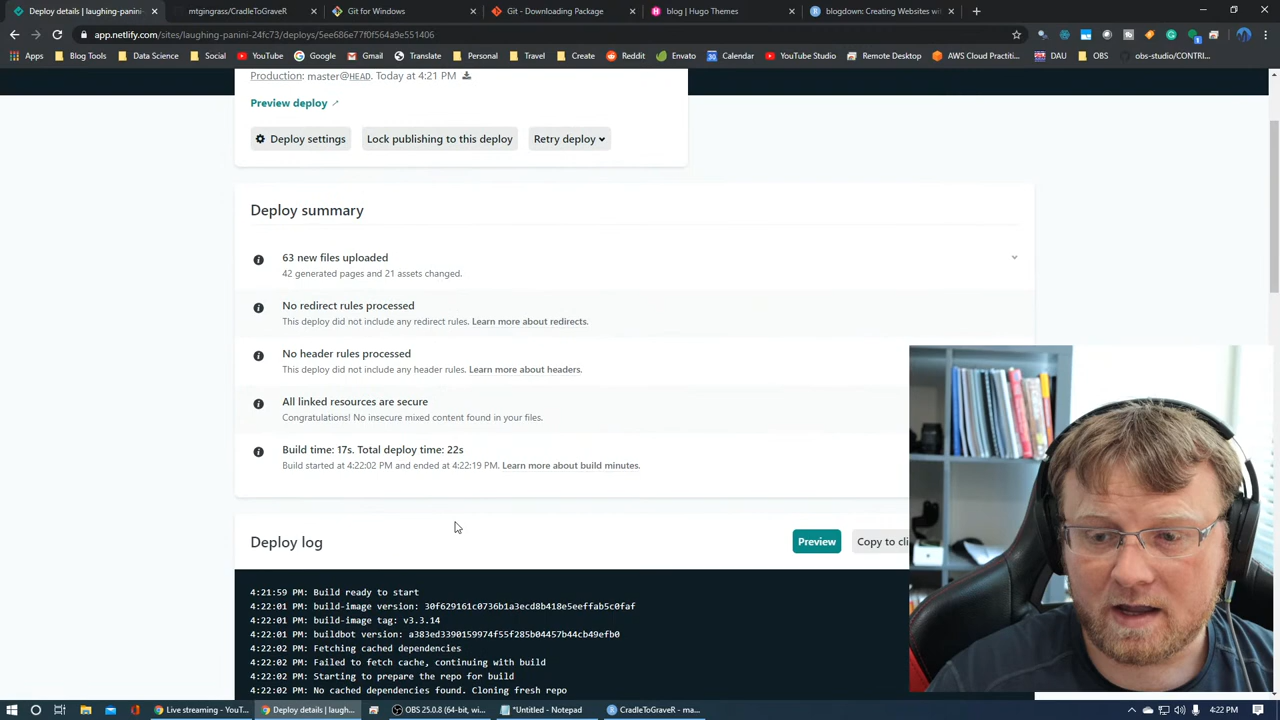 Deploy details | laughing-panini
mtgingrass/CradleToGraveR
Git for Windows
Git - Downloading Package
blog | Hugo Themes
blogdown: Creating Websites wi
app.netlify.com/sites/laughing-panini-24fc73/deploys/5ee686e77f0f564a9e551406
Apps
Blog Tools
Data Science
Social
YouTube
Google
Gmail
Translate
Personal
Travel
Create
Reddit
Envato
Calendar
YouTube Studio
Remote Desktop
AWS Cloud Practiti...
DAU
OBS
obs-studio/CONTRI...
Production: master@HEAD. Today at 4:21 PM
Preview deploy
Deploy settings
Lock publishing to this deploy
Retry deploy
Deploy summary
63 new files uploaded
42 generated pages and 21 assets changed.
No redirect rules processed
This deploy did not include any redirect rules. Learn more about redirects.
No header rules processed
This deploy did not include any header rules. Learn more about headers.
All linked resources are secure
Congratulations! No insecure mixed content found in your files.
Build time: 17s. Total deploy time: 22s
Build started at 4:22:02 PM and ended at 4:22:19 PM. Learn more about build minutes.
Deploy log
Preview
Copy to cli
4:21:59 PM: Build ready to start
4:22:01 PM: build-image version: 30f629161c0736b1a3ecd8b418e5eeffab5c0faf
4:22:01 PM: build-image tag: v3.3.14
4:22:01 PM: buildbot version: a383ed3390159974f55f285b04457b44cb49efb0
4:22:02 PM: Fetching cached dependencies
4:22:02 PM: Failed to fetch cache, continuing with build
4:22:02 PM: Starting to prepare the repo for build
4:22:02 PM: No cached dependencies found. Cloning fresh repo
Live streaming - YouT...
Deploy details | laugh...
OBS 25.0.8 (64-bit, wi...
*Untitled - Notepad
CradleToGraveR - ma...
4:22 PM